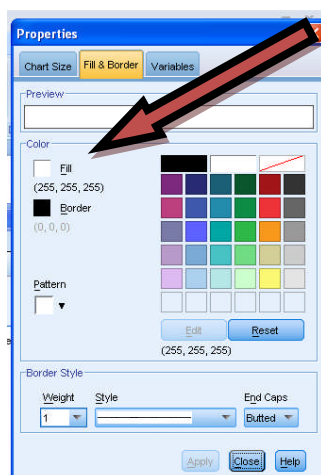 Properties
Chart Size Fill & Border Variables
Preview
Color
Fill
(255, 255, 255)
Border
(0, 0, 0)
Pattern
Edit Reset
(255, 255, 255)
Border Style
Weight Style End Caps
1 Butted
Apply Close Help